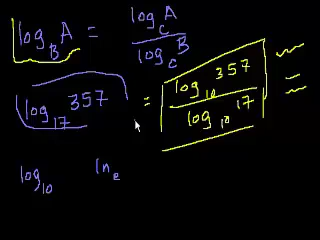 log_B A = log_C A / log_C B
log_17 357 = log_10 357 / log_10 17
log_10 ln_e